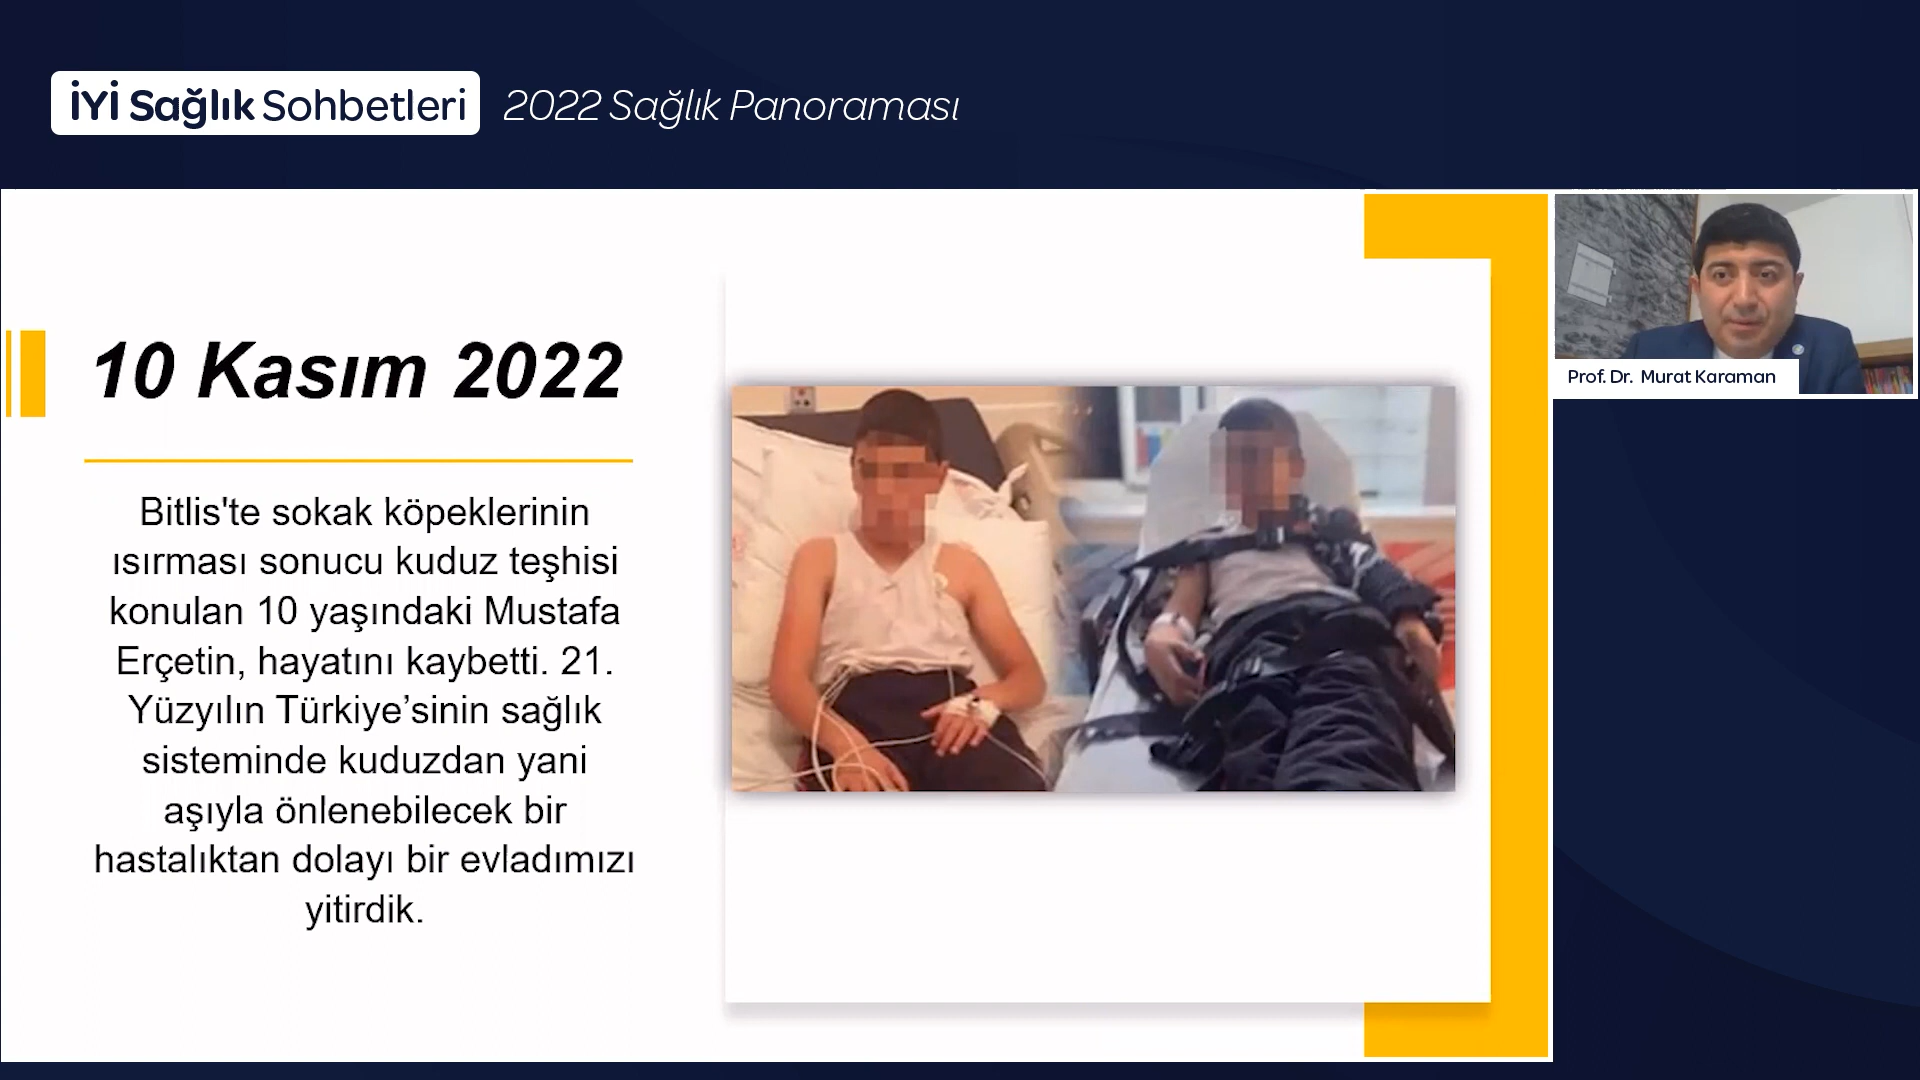 İYİ Sağlık Sohbetleri 2022 Sağlık Panoraması
10 Kasım 2022
Bitlis'te sokak köpeklerinin
ısırması sonucu kuduz teşhisi
konulan 10 yaşındaki Mustafa
Erçetin, hayatını kaybetti. 21.
Yüzyılın Türkiye’sinin sağlık
sisteminde kuduzdan yani
aşıyla önlenebilecek bir
hastalıktan dolayı bir evladımızı
yitirdik.
Prof. Dr. Murat Karaman